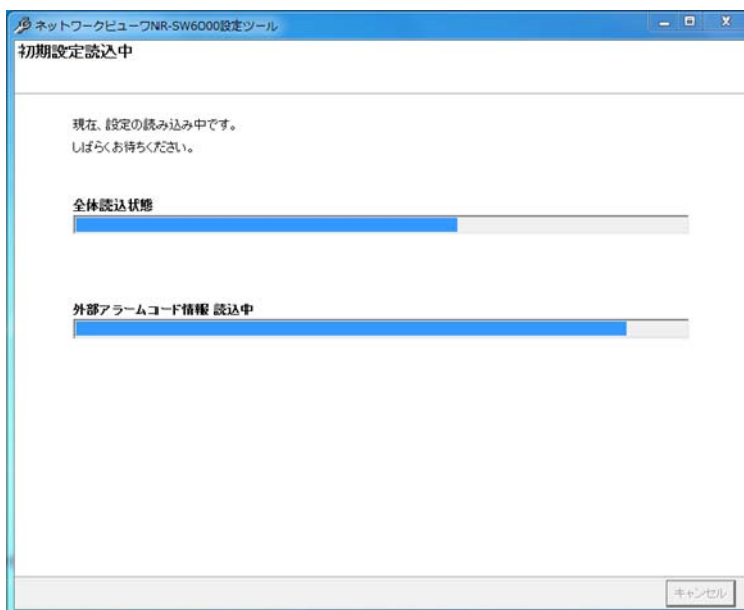 ネットワークビューワNR-SW6000設定ツール
初期設定読込中
現在、設定の読み込み中です。
しばらくお待ちください。
全体読込状態
外部アラームコード情報 読込中
キャンセル